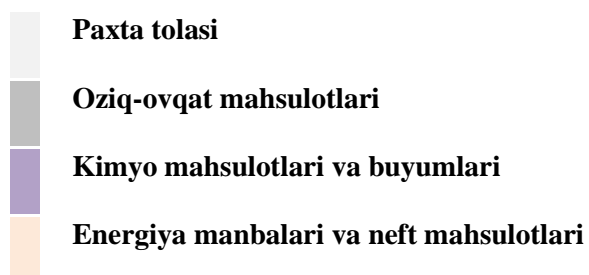 Paxta tolasi
Oziq-ovqat mahsulotlari
Kimyo mahsulotlari va buyumlari
Energiya manbalari va neft mahsulotlari